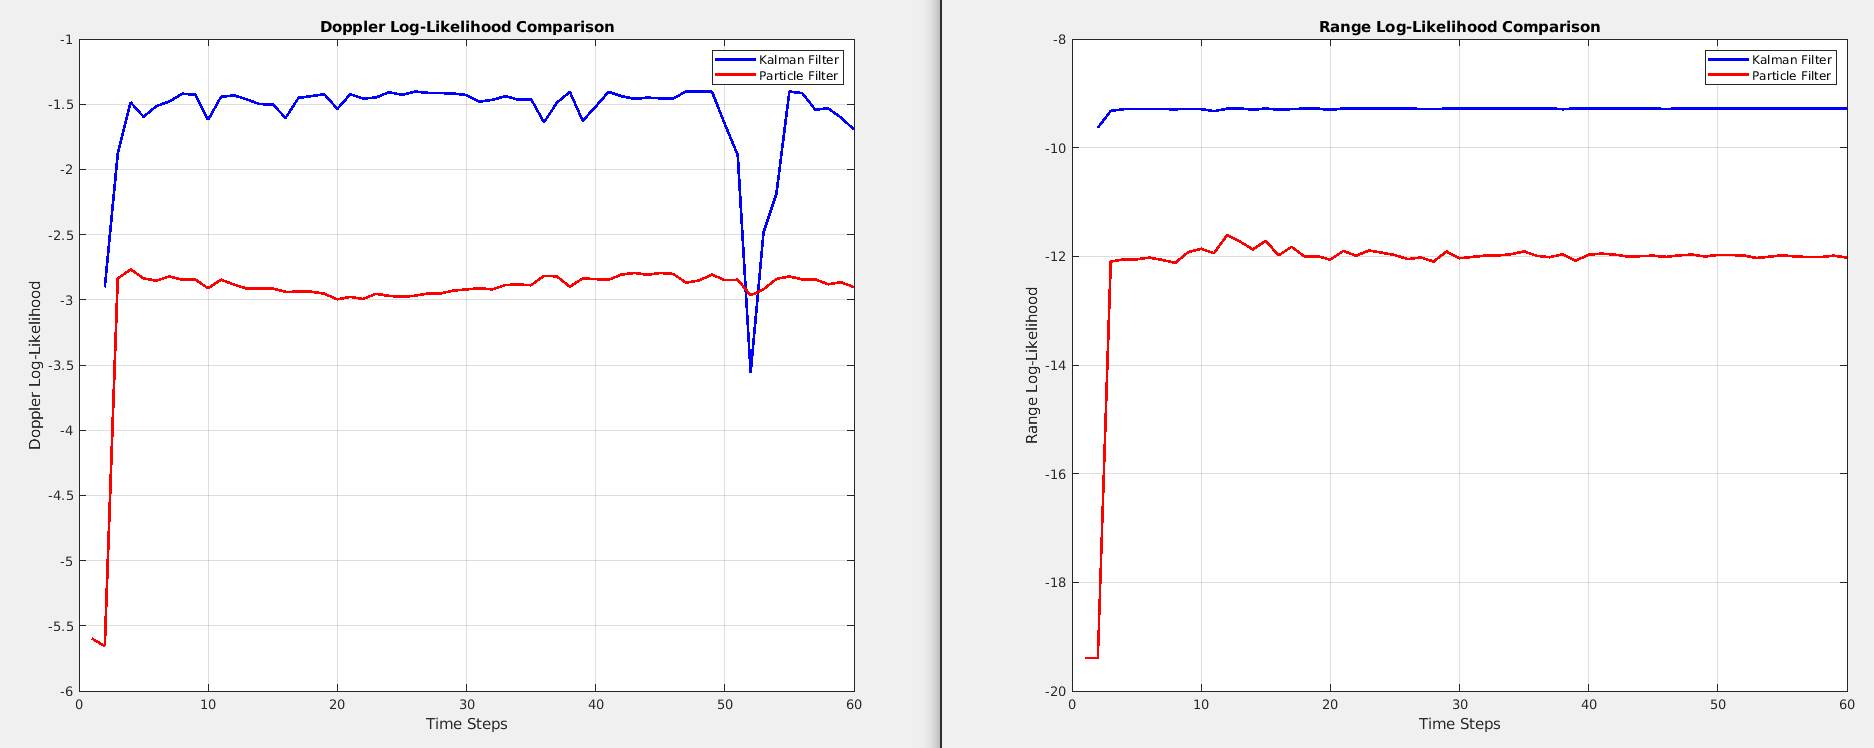 Doppler Log-Likelihood Comparison
Kalman Filter
Particle Filter
-1
-1.5
-2
-2.5
-3
-3.5
-4
-4.5
-5
-5.5
-6
Doppler Log-Likelihood
0 10 20 30 40 50 60
Time Steps
Range Log-Likelihood Comparison
Kalman Filter
Particle Filter
-8
-10
-12
-14
-16
-18
-20
Range Log-Likelihood
0 10 20 30 40 50 60
Time Steps